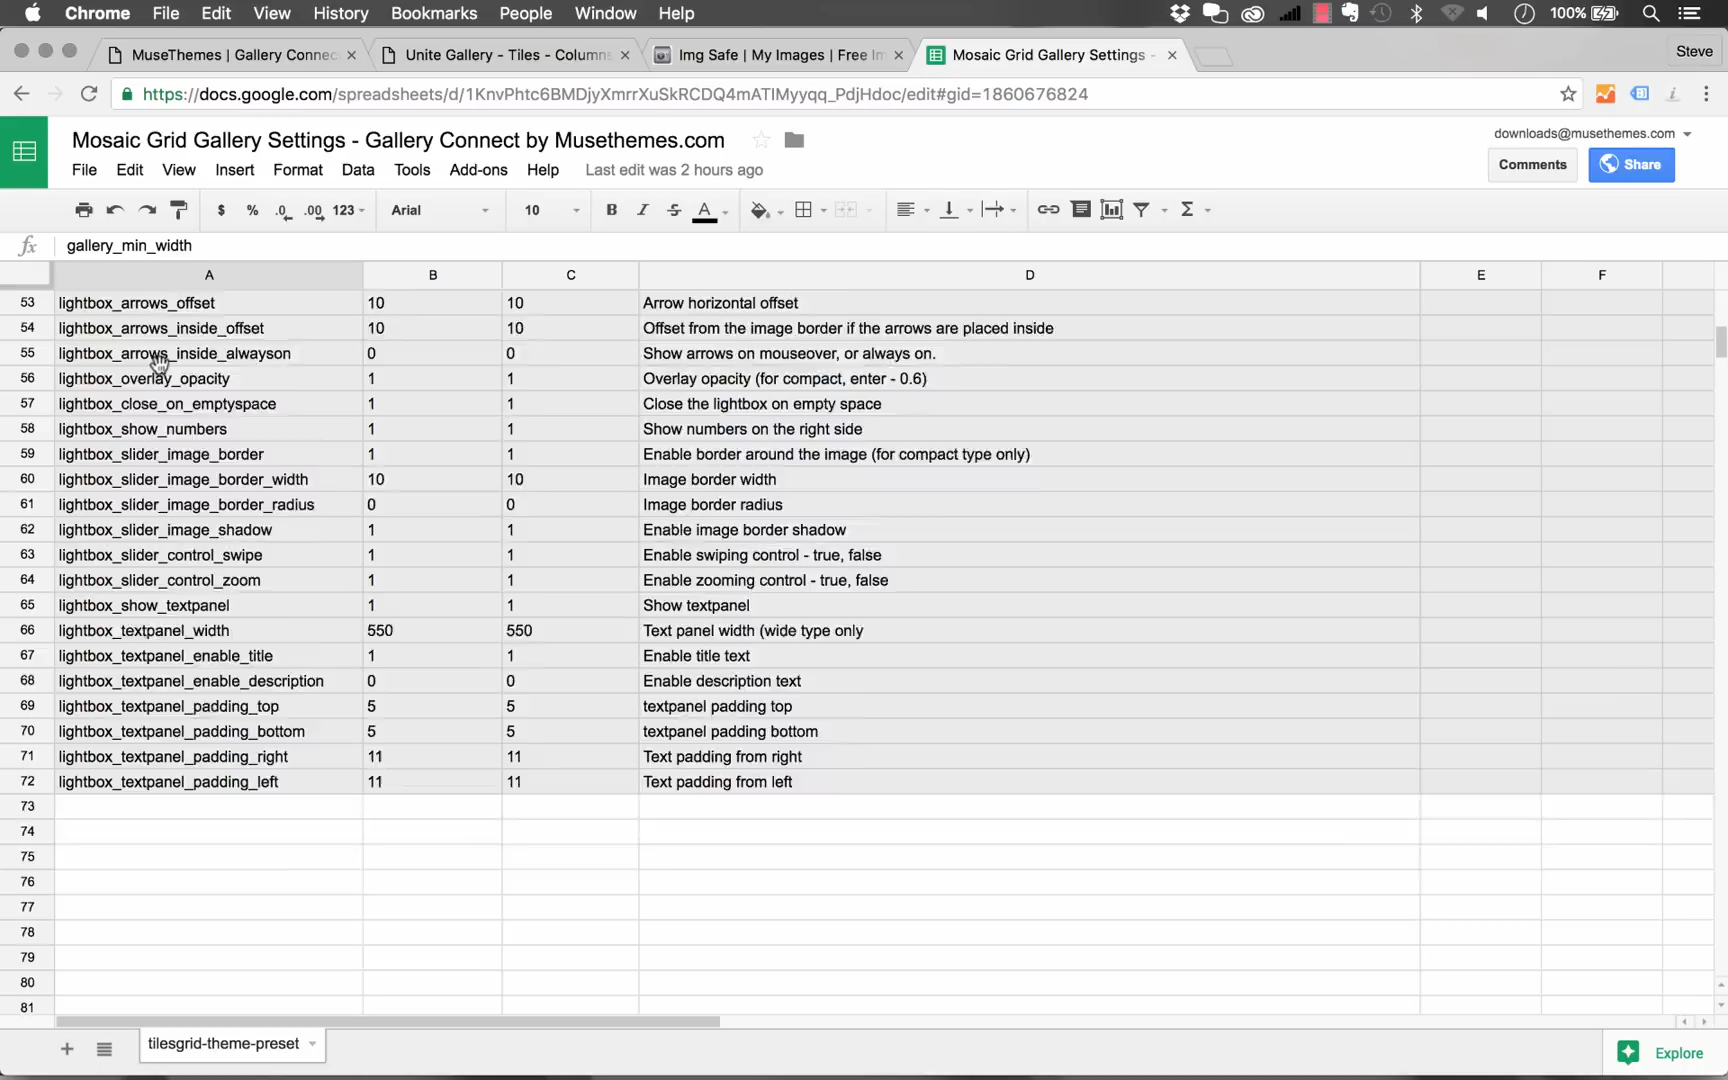 Chrome File Edit View History Bookmarks People Window Help 100%
MuseThemes | Gallery Connec Unite Gallery - Tiles - Column Img Safe | My Images | Free Im Mosaic Grid Gallery Settings - Steve
https://docs.google.com/spreadsheets/d/1KnvPhtc6BMDjyXmrrXuSkRCDQ4mATIMyyqq_PdjHdoc/edit#gid=1860676824
Mosaic Grid Gallery Settings - Gallery Connect by Musethemes.com downloads@musethemes.com
File Edit View Insert Format Data Tools Add-ons Help Last edit was 2 hours ago Comments Share
$ % .0 .00 123 Arial 10 B I S A Σ
fx gallery_min_width
A B C D E F
53 lightbox_arrows_offset 10 10 Arrow horizontal offset
54 lightbox_arrows_inside_offset 10 10 Offset from the image border if the arrows are placed inside
55 lightbox_arrows_inside_alwayson 0 0 Show arrows on mouseover, or always on.
56 lightbox_overlay_opacity 1 1 Overlay opacity (for compact, enter - 0.6)
57 lightbox_close_on_emptyspace 1 1 Close the lightbox on empty space
58 lightbox_show_numbers 1 1 Show numbers on the right side
59 lightbox_slider_image_border 1 1 Enable border around the image (for compact type only)
60 lightbox_slider_image_border_width 10 10 Image border width
61 lightbox_slider_image_border_radius 0 0 Image border radius
62 lightbox_slider_image_shadow 1 1 Enable image border shadow
63 lightbox_slider_control_swipe 1 1 Enable swiping control - true, false
64 lightbox_slider_control_zoom 1 1 Enable zooming control - true, false
65 lightbox_show_textpanel 1 1 Show textpanel
66 lightbox_textpanel_width 550 550 Text panel width (wide type only
67 lightbox_textpanel_enable_title 1 1 Enable title text
68 lightbox_textpanel_enable_description 0 0 Enable description text
69 lightbox_textpanel_padding_top 5 5 textpanel padding top
70 lightbox_textpanel_padding_bottom 5 5 textpanel padding bottom
71 lightbox_textpanel_padding_right 11 11 Text padding from right
72 lightbox_textpanel_padding_left 11 11 Text padding from left
73
74
75
76
77
78
79
80
81
tilesgrid-theme-preset Explore